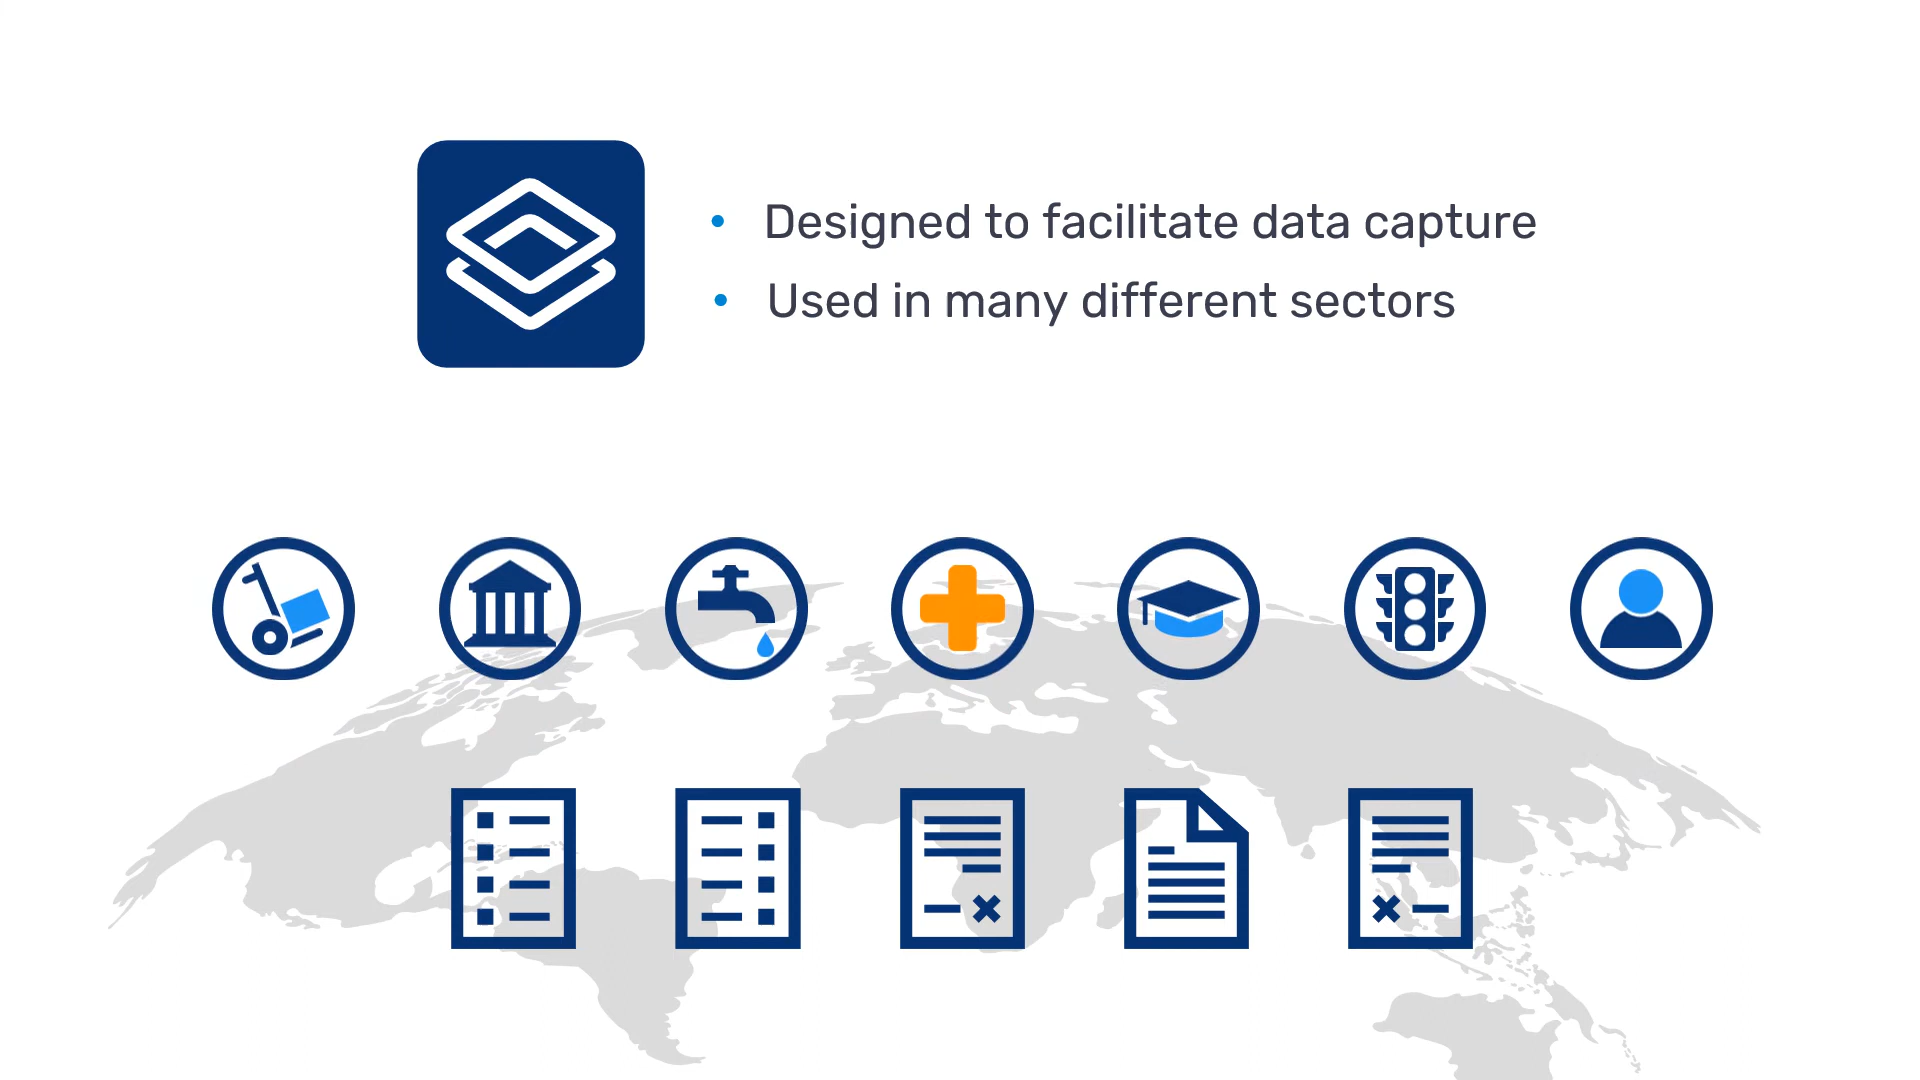 • Designed to facilitate data capture
• Used in many different sectors